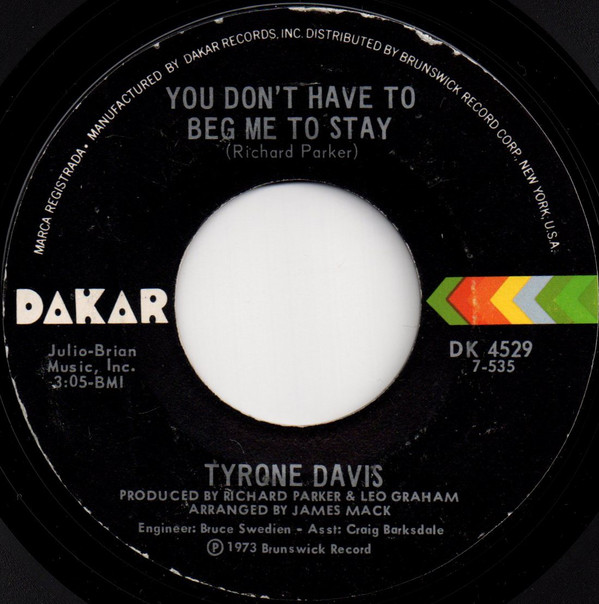 MARCA REGISTRADA • MANUFACTURED BY DAKAR RECORDS, INC. DISTRIBUTED BY BRUNSWICK RECORD CORP., NEW YORK, U.S.A.
YOU DON'T HAVE TO
BEG ME TO STAY
(Richard Parker)
DAKAR
Julio-Brian
Music, Inc.
3:05-BMI
DK 4529
7-535
TYRONE DAVIS
PRODUCED BY RICHARD PARKER & LEO GRAHAM
ARRANGED BY JAMES MACK
Engineer: Bruce Swedien - Asst: Craig Barksdale
Ⓟ 1973 Brunswick Record